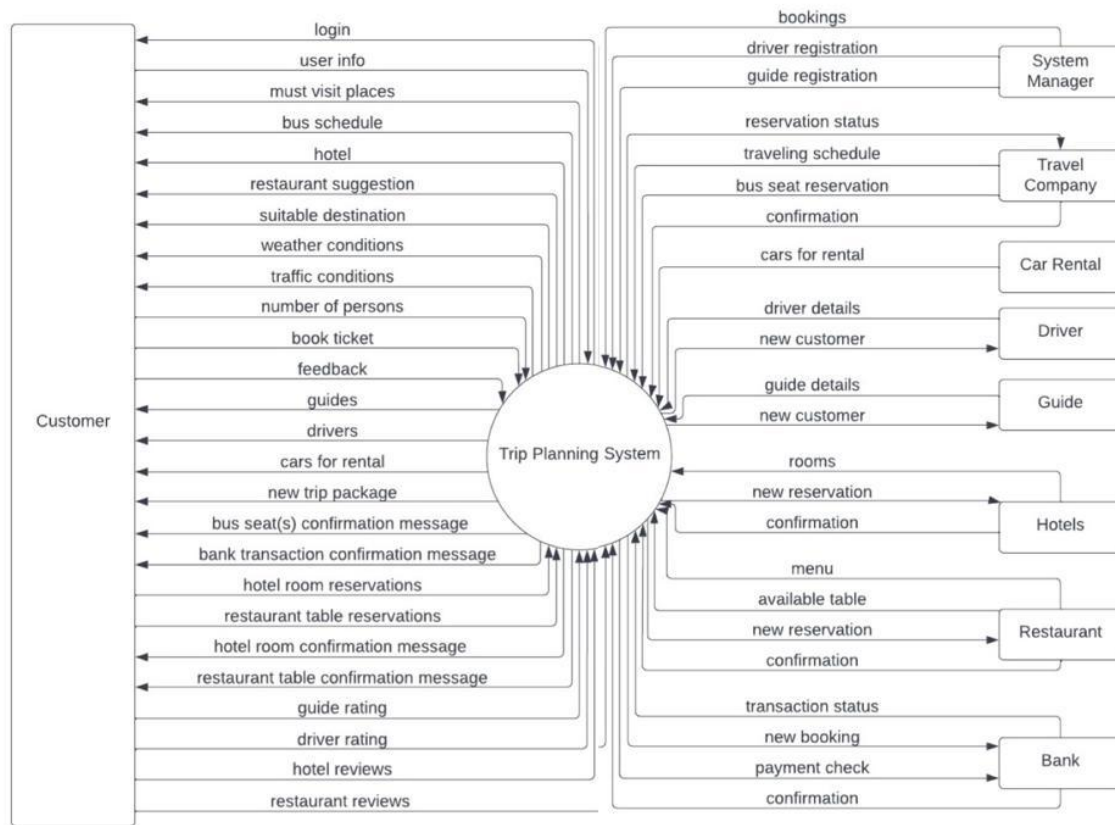 login
user info
must visit places
bus schedule
hotel
restaurant suggestion
suitable destination
weather conditions
traffic conditions
number of persons
book ticket
feedback
guides
drivers
cars for rental
new trip package
bus seat(s) confirmation message
bank transaction confirmation message
hotel room reservations
restaurant table reservations
hotel room confirmation message
restaurant table confirmation message
guide rating
driver rating
hotel reviews
restaurant reviews
Customer
Trip Planning System
bookings
driver registration
guide registration
System
Manager
reservation status
traveling schedule
bus seat reservation
confirmation
Travel
Company
cars for rental
Car Rental
driver details
new customer
Driver
guide details
new customer
Guide
rooms
new reservation
confirmation
Hotels
menu
available table
new reservation
confirmation
Restaurant
transaction status
new booking
payment check
confirmation
Bank